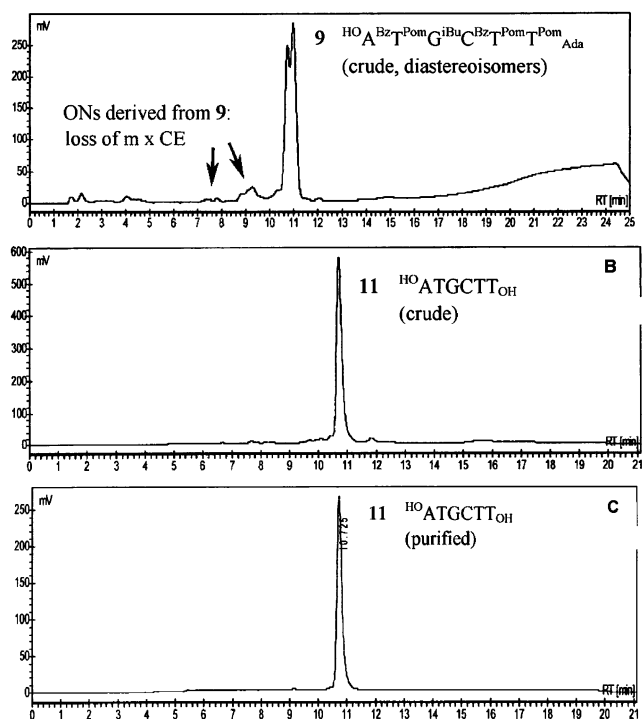 mV
300
250
200
150
100
50
0
9 HOABzTPomGiBuCBzTPomTPomAda
(crude, diastereoisomers)
ONs derived from 9:
loss of m x CE
RT [min]
0 1 2 3 4 5 6 7 8 9 10 11 12 13 14 15 16 17 18 19 20 21 22 23 24 25
mV
600
500
400
300
200
100
0
B
11 HOATGCTTOH
(crude)
RT [min]
0 1 2 3 4 5 6 7 8 9 10 11 12 13 14 15 16 17 18 19 20 21
mV
250
200
150
100
50
0
C
11 HOATGCTTOH
(purified)
10.725
RT [min]
0 1 2 3 4 5 6 7 8 9 10 11 12 13 14 15 16 17 18 19 20 21